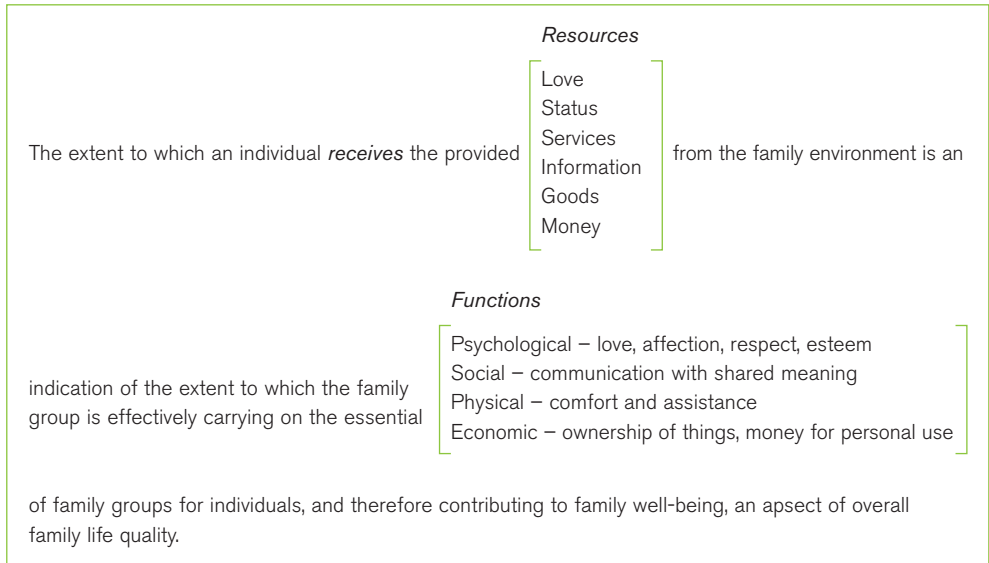 Resources
The extent to which an individual receives the provided
Love
Status
Services
Information
Goods
Money
from the family environment is an
Functions
indication of the extent to which the family
group is effectively carrying on the essential
Psychological – love, affection, respect, esteem
Social – communication with shared meaning
Physical – comfort and assistance
Economic – ownership of things, money for personal use
of family groups for individuals, and therefore contributing to family well-being, an apsect of overall
family life quality.